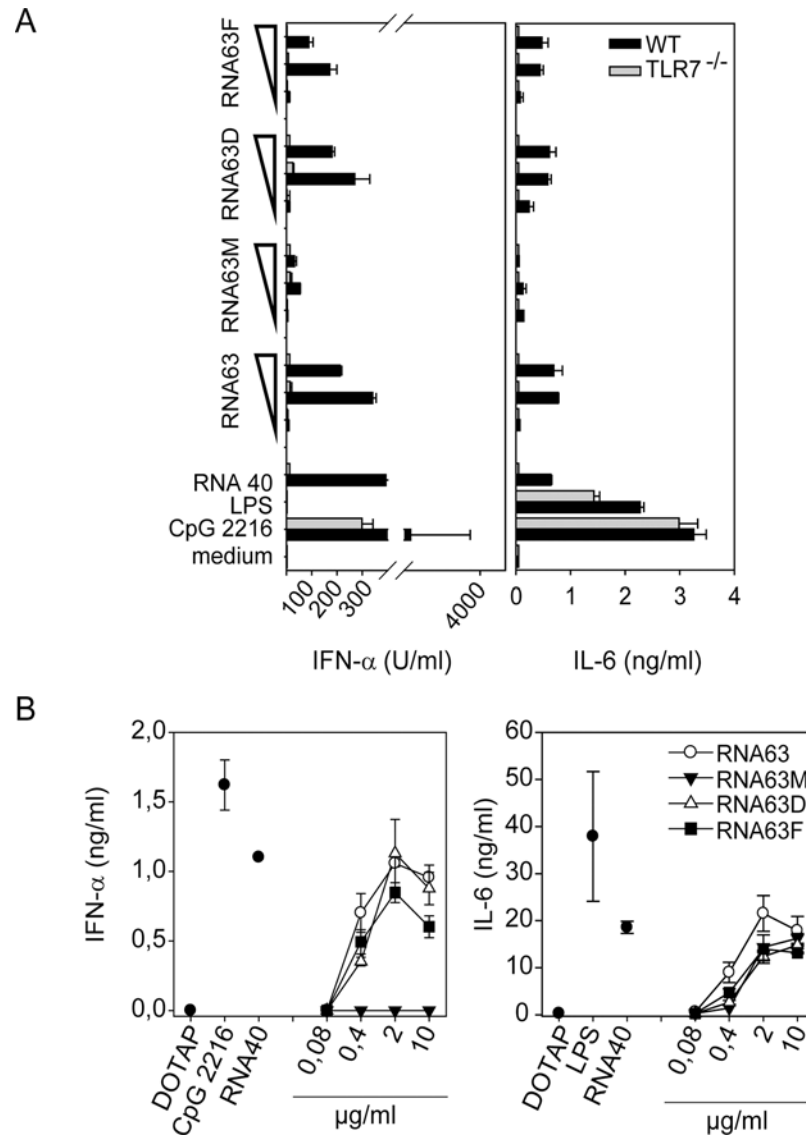 A
RNA63F
RNA63D
RNA63M
RNA63
RNA 40
LPS
CpG 2216
medium
100
200
300
4000
IFN-α (U/ml)
WT
TLR7 -/-
0
1
2
3
4
IL-6 (ng/ml)
B
IFN-α (ng/ml)
2,0
1,5
1,0
0,5
0,0
DOTAP
CpG 2216
RNA40
0,08
0,4
2
10
µg/ml
IL-6 (ng/ml)
60
50
40
30
20
10
0
RNA63
RNA63M
RNA63D
RNA63F
DOTAP
LPS
RNA40
0,08
0,4
2
10
µg/ml